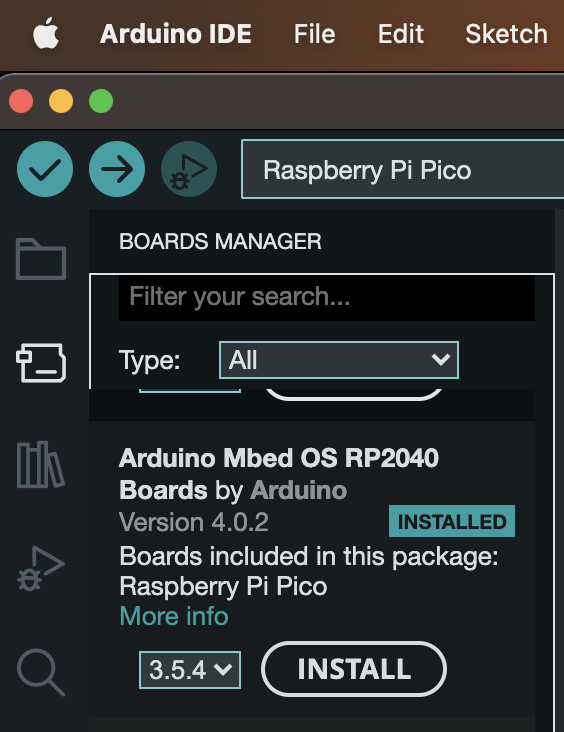 Arduino IDE File Edit Sketch
Raspberry Pi Pico
BOARDS MANAGER
Filter your search...
Type: All
Arduino Mbed OS RP2040
Boards by Arduino
Version 4.0.2 INSTALLED
Boards included in this package:
Raspberry Pi Pico
More info
3.5.4 INSTALL